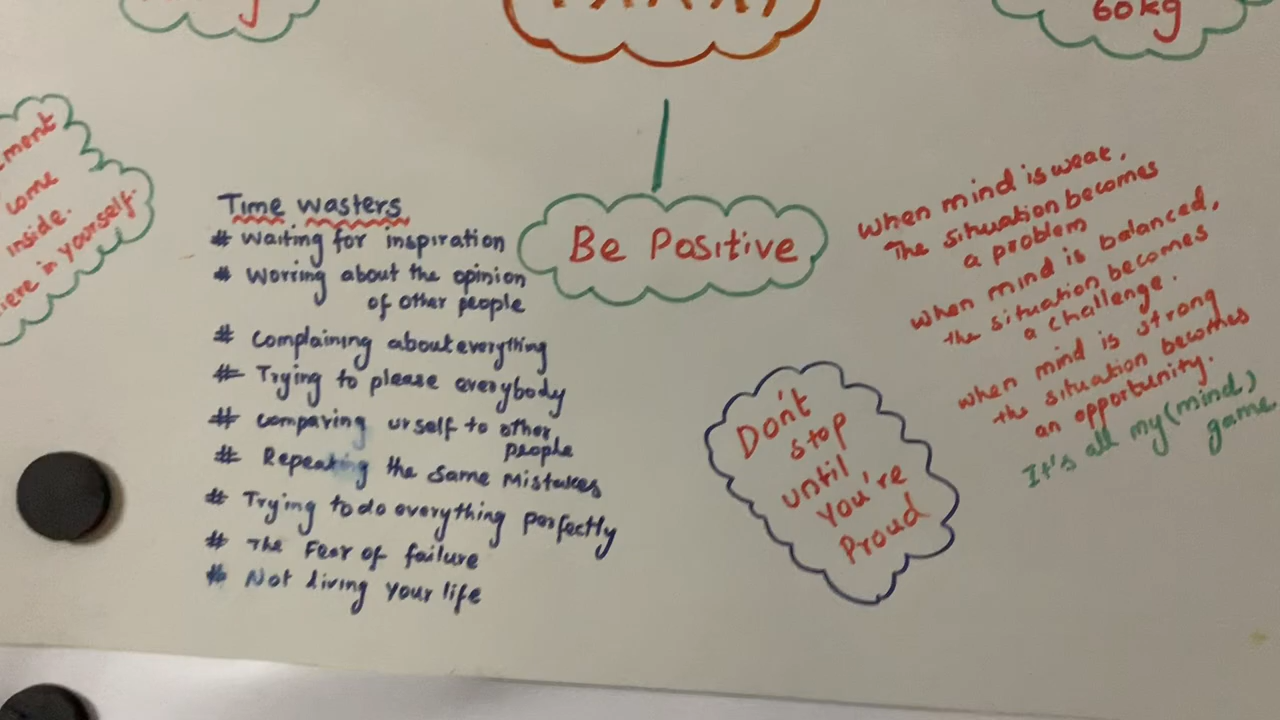 60kg
ment
come
inside.
in yourself.
Be Positive
Time wasters
# Waiting for inspiration
# Worring about the opinion
of other people
# Complaining about everything
# Trying to please everybody
# Comparing urself to other
people
# Repeating the same mistakes
# Trying to do everything perfectly
# The Fear of failure
# Not living your life
Don't
stop
until
you're
Proud
When mind is weak,
The situation becomes
a problem
when mind is balanced,
the situation becomes
a challenge.
when mind is strong
the situation becomes
an opportunity.
It's all my (mind)
game